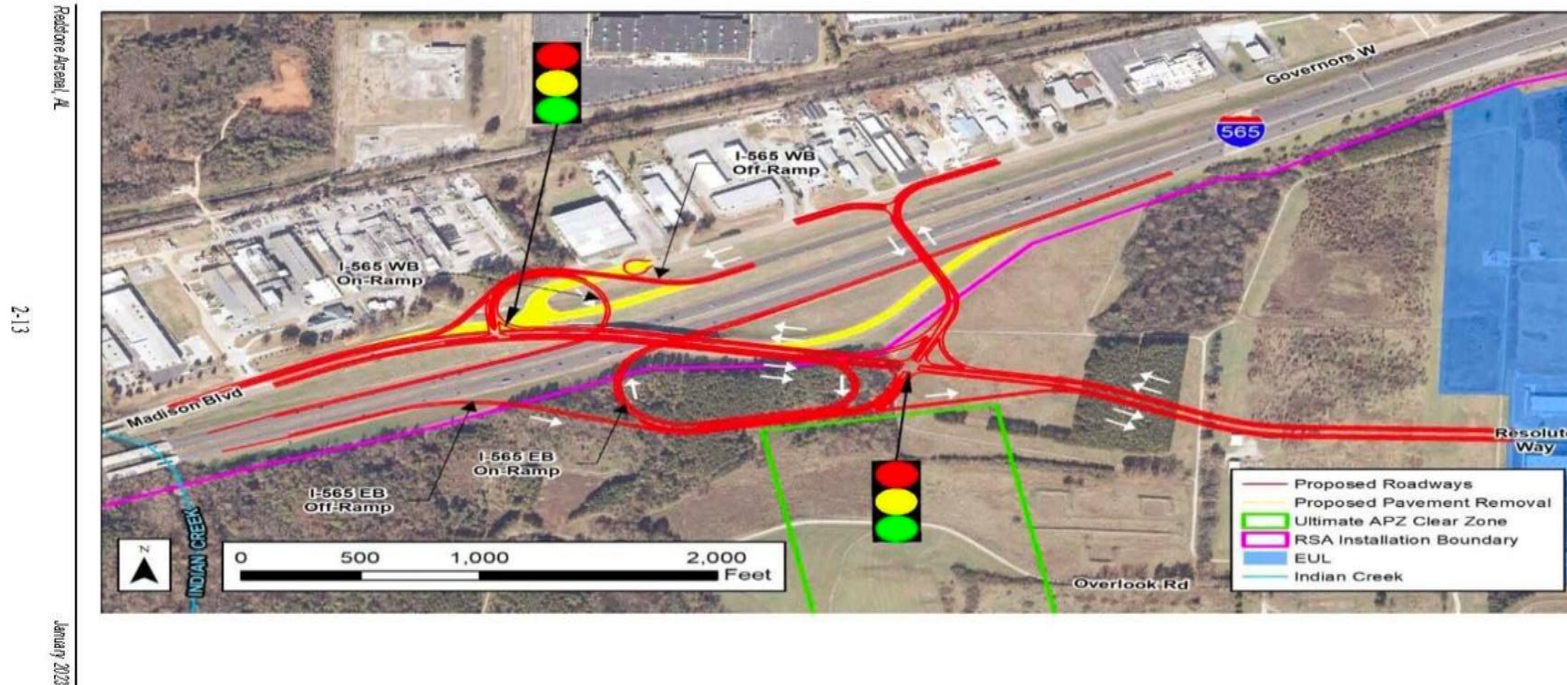 Redstone Arsenal, AL
2-13
January 2023
Governors W
565
I-565 WB
Off-Ramp
I-565 WB
On-Ramp
Madison Blvd
I-565 EB
On-Ramp
I-565 EB
Off-Ramp
INDIAN CREEK
Resolute
Way
Overlook Rd
N
0 500 1,000 2,000
Feet
Proposed Roadways
Proposed Pavement Removal
Ultimate APZ Clear Zone
RSA Installation Boundary
EUL
Indian Creek